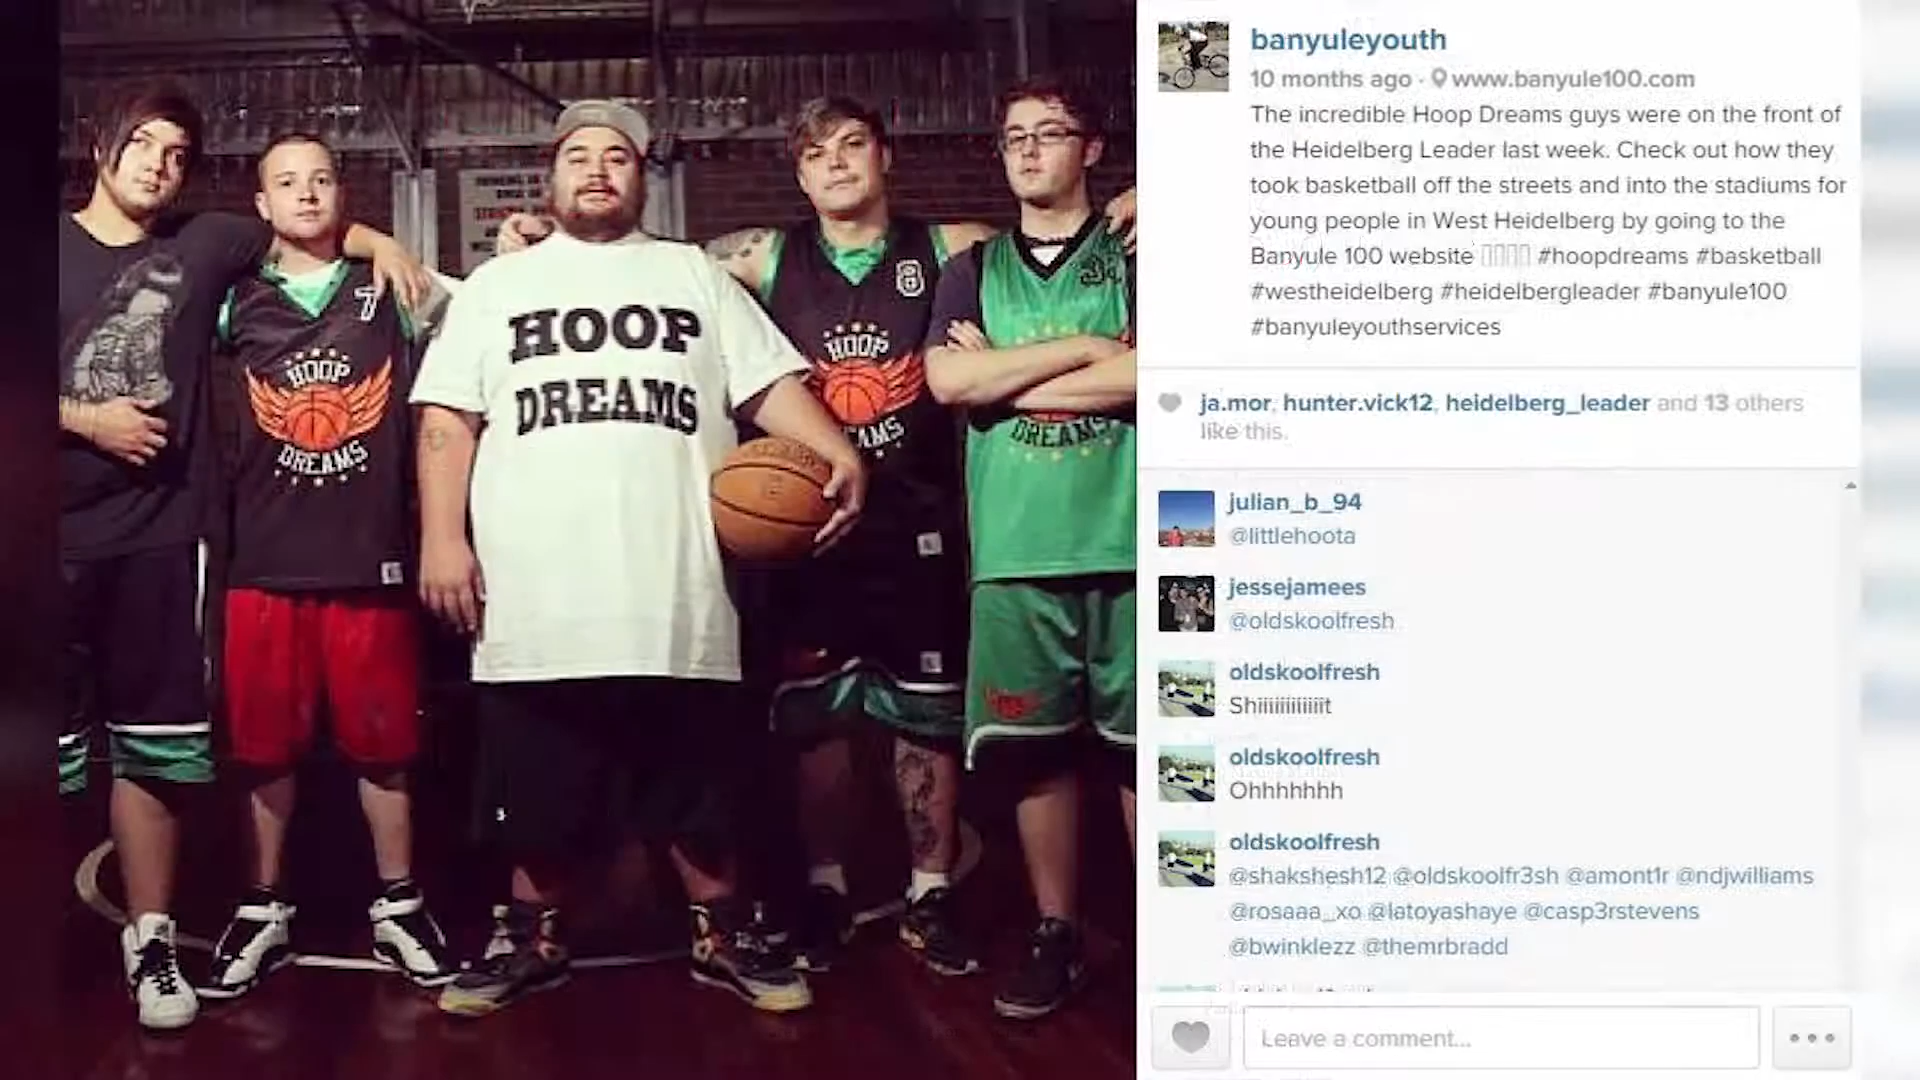 HOOP
DREAMS
7
HOOP
DREAMS
8
HOOP
DREAMS
banyuleyouth
10 months ago · www.banyule100.com
The incredible Hoop Dreams guys were on the front of
the Heidelberg Leader last week. Check out how they
took basketball off the streets and into the stadiums for
young people in West Heidelberg by going to the
Banyule 100 website #hoopdreams #basketball
#westheidelberg #heidelbergleader #banyule100
#banyuleyouthservices
ja.mor, hunter.vick12, heidelberg_leader and 13 others
like this.
julian_b_94
@littlehoota
jessejamees
@oldskoolfresh
oldskoolfresh
Shiiiiiiiiiiiit
oldskoolfresh
Ohhhhhhh
oldskoolfresh
@shakshesh12 @oldskoolfr3sh @amont1r @ndjwilliams
@rosaaa_xo @latoyashaye @casp3rstevens
@bwinklezz @themrbradd
Leave a comment...